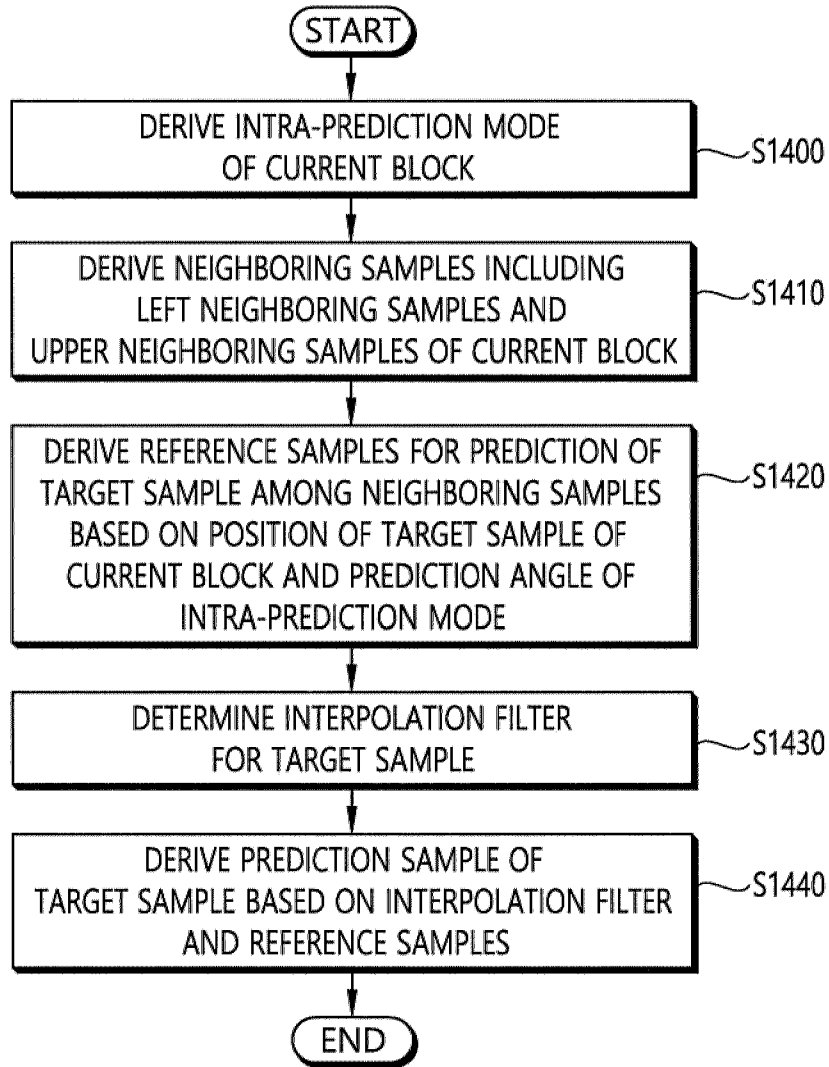 START
DERIVE INTRA-PREDICTION MODE
OF CURRENT BLOCK
S1400
DERIVE NEIGHBORING SAMPLES INCLUDING
LEFT NEIGHBORING SAMPLES AND
UPPER NEIGHBORING SAMPLES OF CURRENT BLOCK
S1410
DERIVE REFERENCE SAMPLES FOR PREDICTION OF
TARGET SAMPLE AMONG NEIGHBORING SAMPLES
BASED ON POSITION OF TARGET SAMPLE OF
CURRENT BLOCK AND PREDICTION ANGLE OF
INTRA-PREDICTION MODE
S1420
DETERMINE INTERPOLATION FILTER
FOR TARGET SAMPLE
S1430
DERIVE PREDICTION SAMPLE OF
TARGET SAMPLE BASED ON INTERPOLATION FILTER
AND REFERENCE SAMPLES
S1440
END